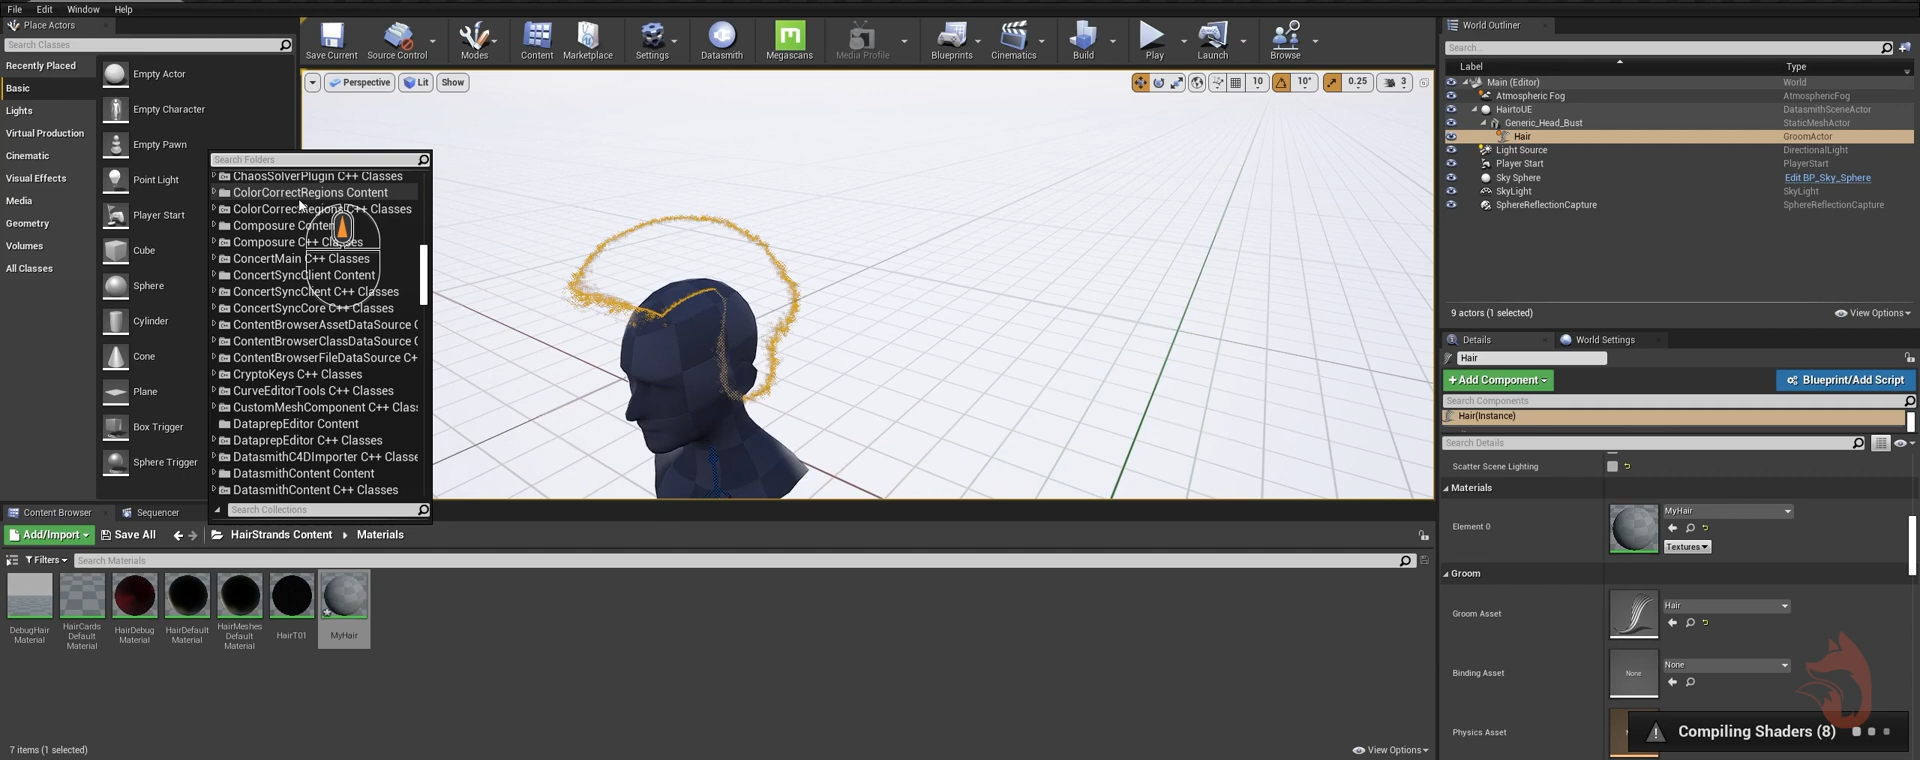 File Edit Window Help
Place Actors
Search Classes
Recently Placed
Basic
Lights
Virtual Production
Cinematic
Visual Effects
Media
Geometry
Volumes
All Classes
Empty Actor
Empty Character
Empty Pawn
Point Light
Player Start
Cube
Sphere
Cylinder
Cone
Plane
Box Trigger
Sphere Trigger
Save Current
Source Control
Modes
Content
Marketplace
Settings
Datasmith
Megascans
Media Profile
Blueprints
Cinematics
Build
Play
Launch
Browse
Perspective Lit Show
10 10° 0.25 3
Search Folders
ChaosSolverPlugin C++ Classes
ColorCorrectRegions Content
ColorCorrectRegions C++ Classes
Composure Content
Composure C++ Classes
ConcertMain C++ Classes
ConcertSyncClient Content
ConcertSyncClient C++ Classes
ConcertSyncCore C++ Classes
ContentBrowserAssetDataSource C
ContentBrowserClassDataSource C
ContentBrowserFileDataSource C+
CryptoKeys C++ Classes
CurveEditorTools C++ Classes
CustomMeshComponent C++ Class
DataprepEditor Content
DataprepEditor C++ Classes
DatasmithC4DImporter C++ Classe
DatasmithContent Content
DatasmithContent C++ Classes
Search Collections
Content Browser Sequencer
Add/Import Save All HairStrands Content Materials
Filters Search Materials
DebugHair
Material
HairCards
Default
Material
HairDebug
Material
HairDefault
Material
HairMeshes
Default
Material
HairT01
MyHair
7 items (1 selected)
View Options
World Outliner
Search...
Label Type
Main (Editor) World
Atmospheric Fog AtmosphericFog
HairtoUE DatasmithSceneActor
Generic_Head_Bust StaticMeshActor
Hair GroomActor
Light Source DirectionalLight
Player Start PlayerStart
Sky Sphere Edit BP_Sky_Sphere
SkyLight SkyLight
SphereReflectionCapture SphereReflectionCapture
9 actors (1 selected) View Options
Details World Settings
Hair
+Add Component Blueprint/Add Script
Search Components
Hair(Instance)
Search Details
Scatter Scene Lighting
Materials
Element 0
MyHair
Textures
Groom
Groom Asset
Hair
Binding Asset
None
None
Physics Asset
Compiling Shaders (8)